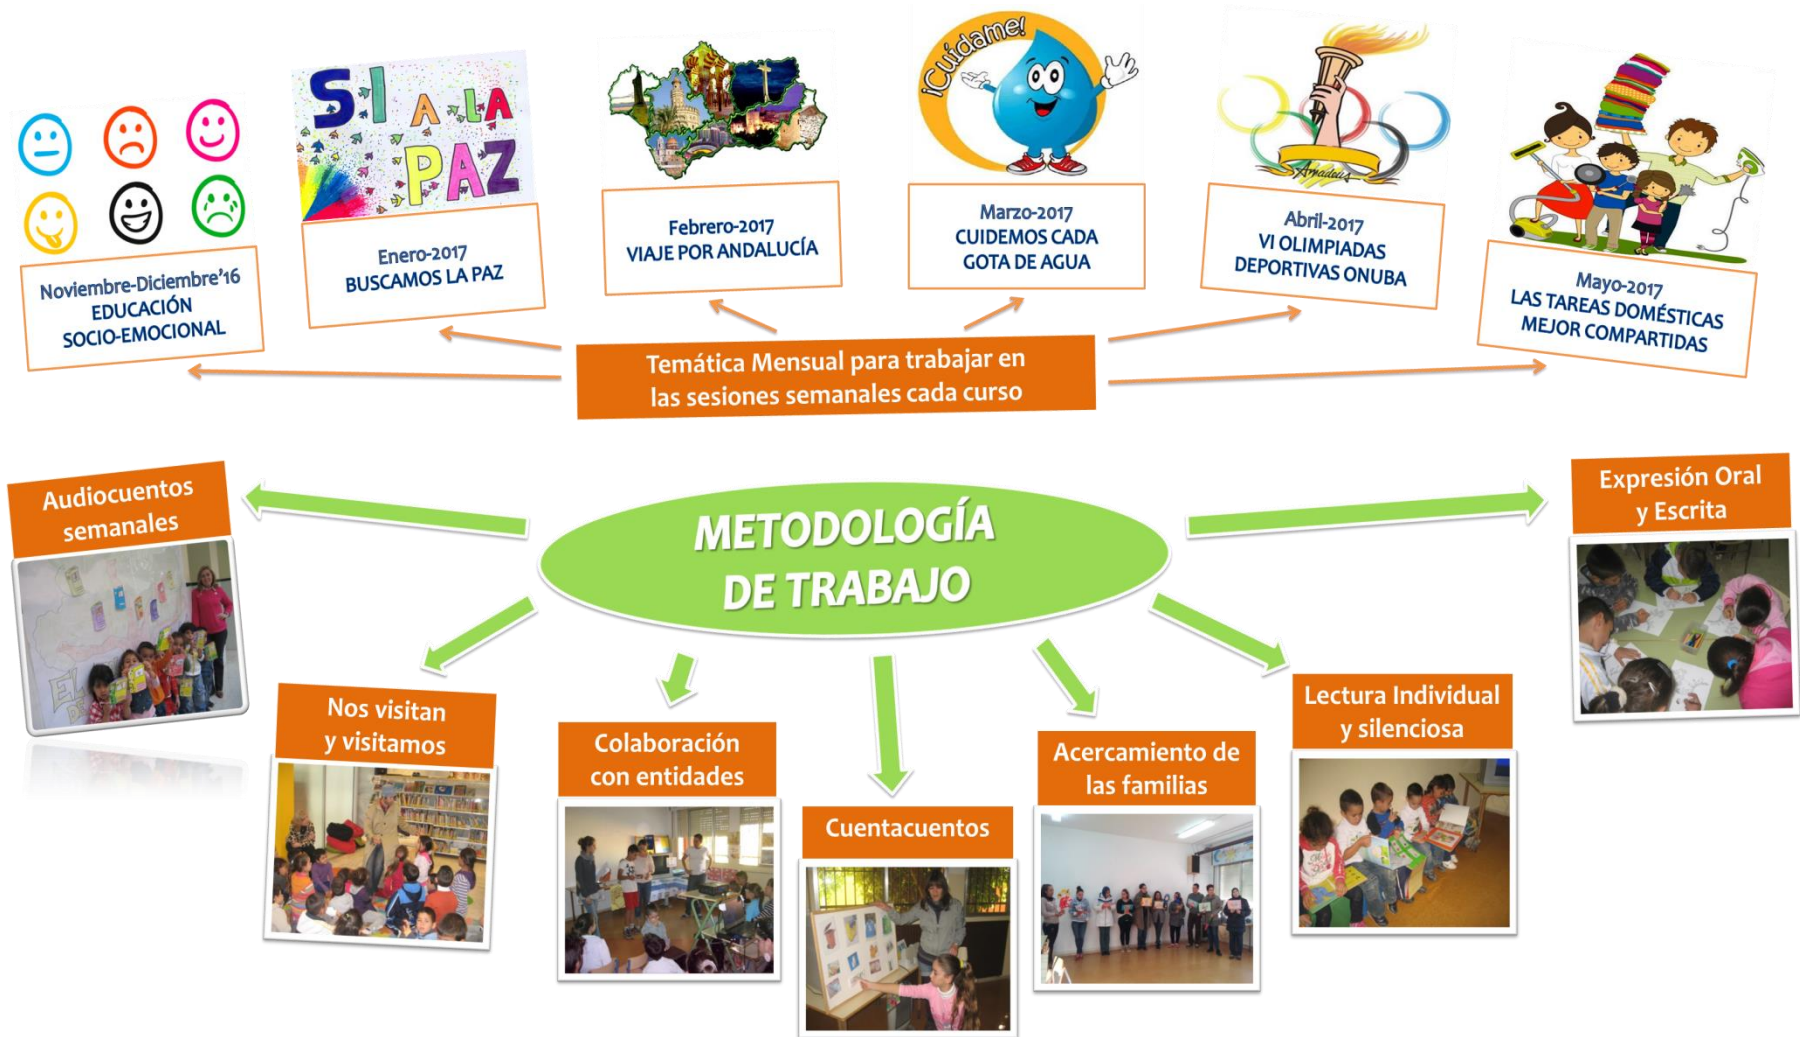 SI A LA
PAZ
¡Cuídame!
Amadeus
Noviembre-Diciembre'16
EDUCACIÓN
SOCIO-EMOCIONAL
Enero-2017
BUSCAMOS LA PAZ
Febrero-2017
VIAJE POR ANDALUCÍA
Marzo-2017
CUIDEMOS CADA
GOTA DE AGUA
Abril-2017
VI OLIMPIADAS
DEPORTIVAS ONUBA
Mayo-2017
LAS TAREAS DOMÉSTICAS
MEJOR COMPARTIDAS
Temática Mensual para trabajar en
las sesiones semanales cada curso
METODOLOGÍA
DE TRABAJO
Audiocuentos
semanales
EL
DE
Nos visitan
y visitamos
Colaboración
con entidades
Cuentacuentos
Acercamiento de
las familias
Lectura Individual
y silenciosa
Expresión Oral
y Escrita